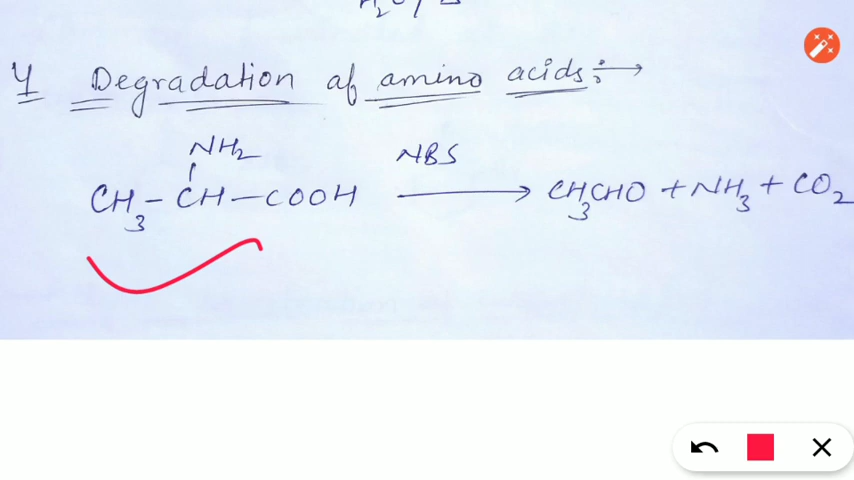 4 Degradation of amino acids :→
NH2
NBS
CH3 – CH – COOH → CH3CHO + NH3 + CO2